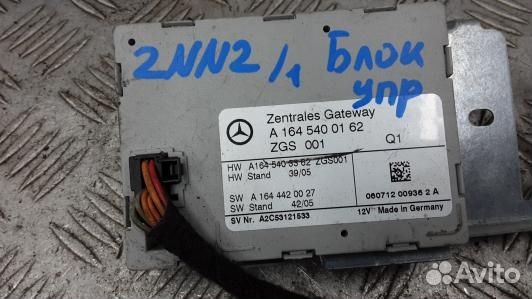 2NN2/1 Блок
упр
Zentrales Gateway
A 164 540 01 62
ZGS 001 Q1
HW A164 540 63 62 ZGS001
HW Stand 39/05
SW A 164 442 00 27
SW Stand 42/05
060712 00936 2 A
SV Nr. A2C53121533 12V Made in Germany
Avito